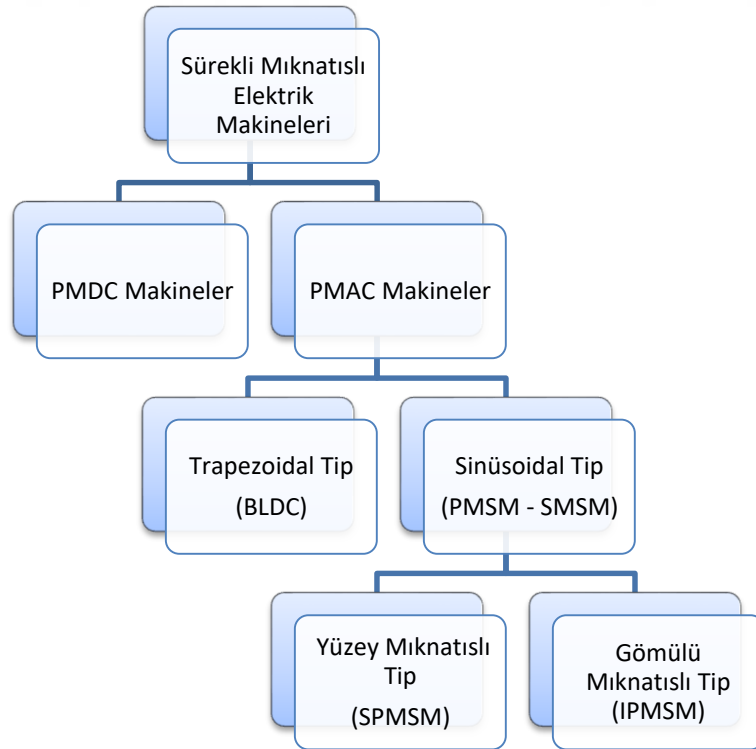 Sürekli Mıknatıslı
Elektrik
Makineleri
PMDC Makineler
PMAC Makineler
Trapezoidal Tip
(BLDC)
Sinüsoidal Tip
(PMSM - SMSM)
Yüzey Mıknatıslı
Tip
(SPMSM)
Gömülü
Mıknatıslı Tip
(IPMSM)